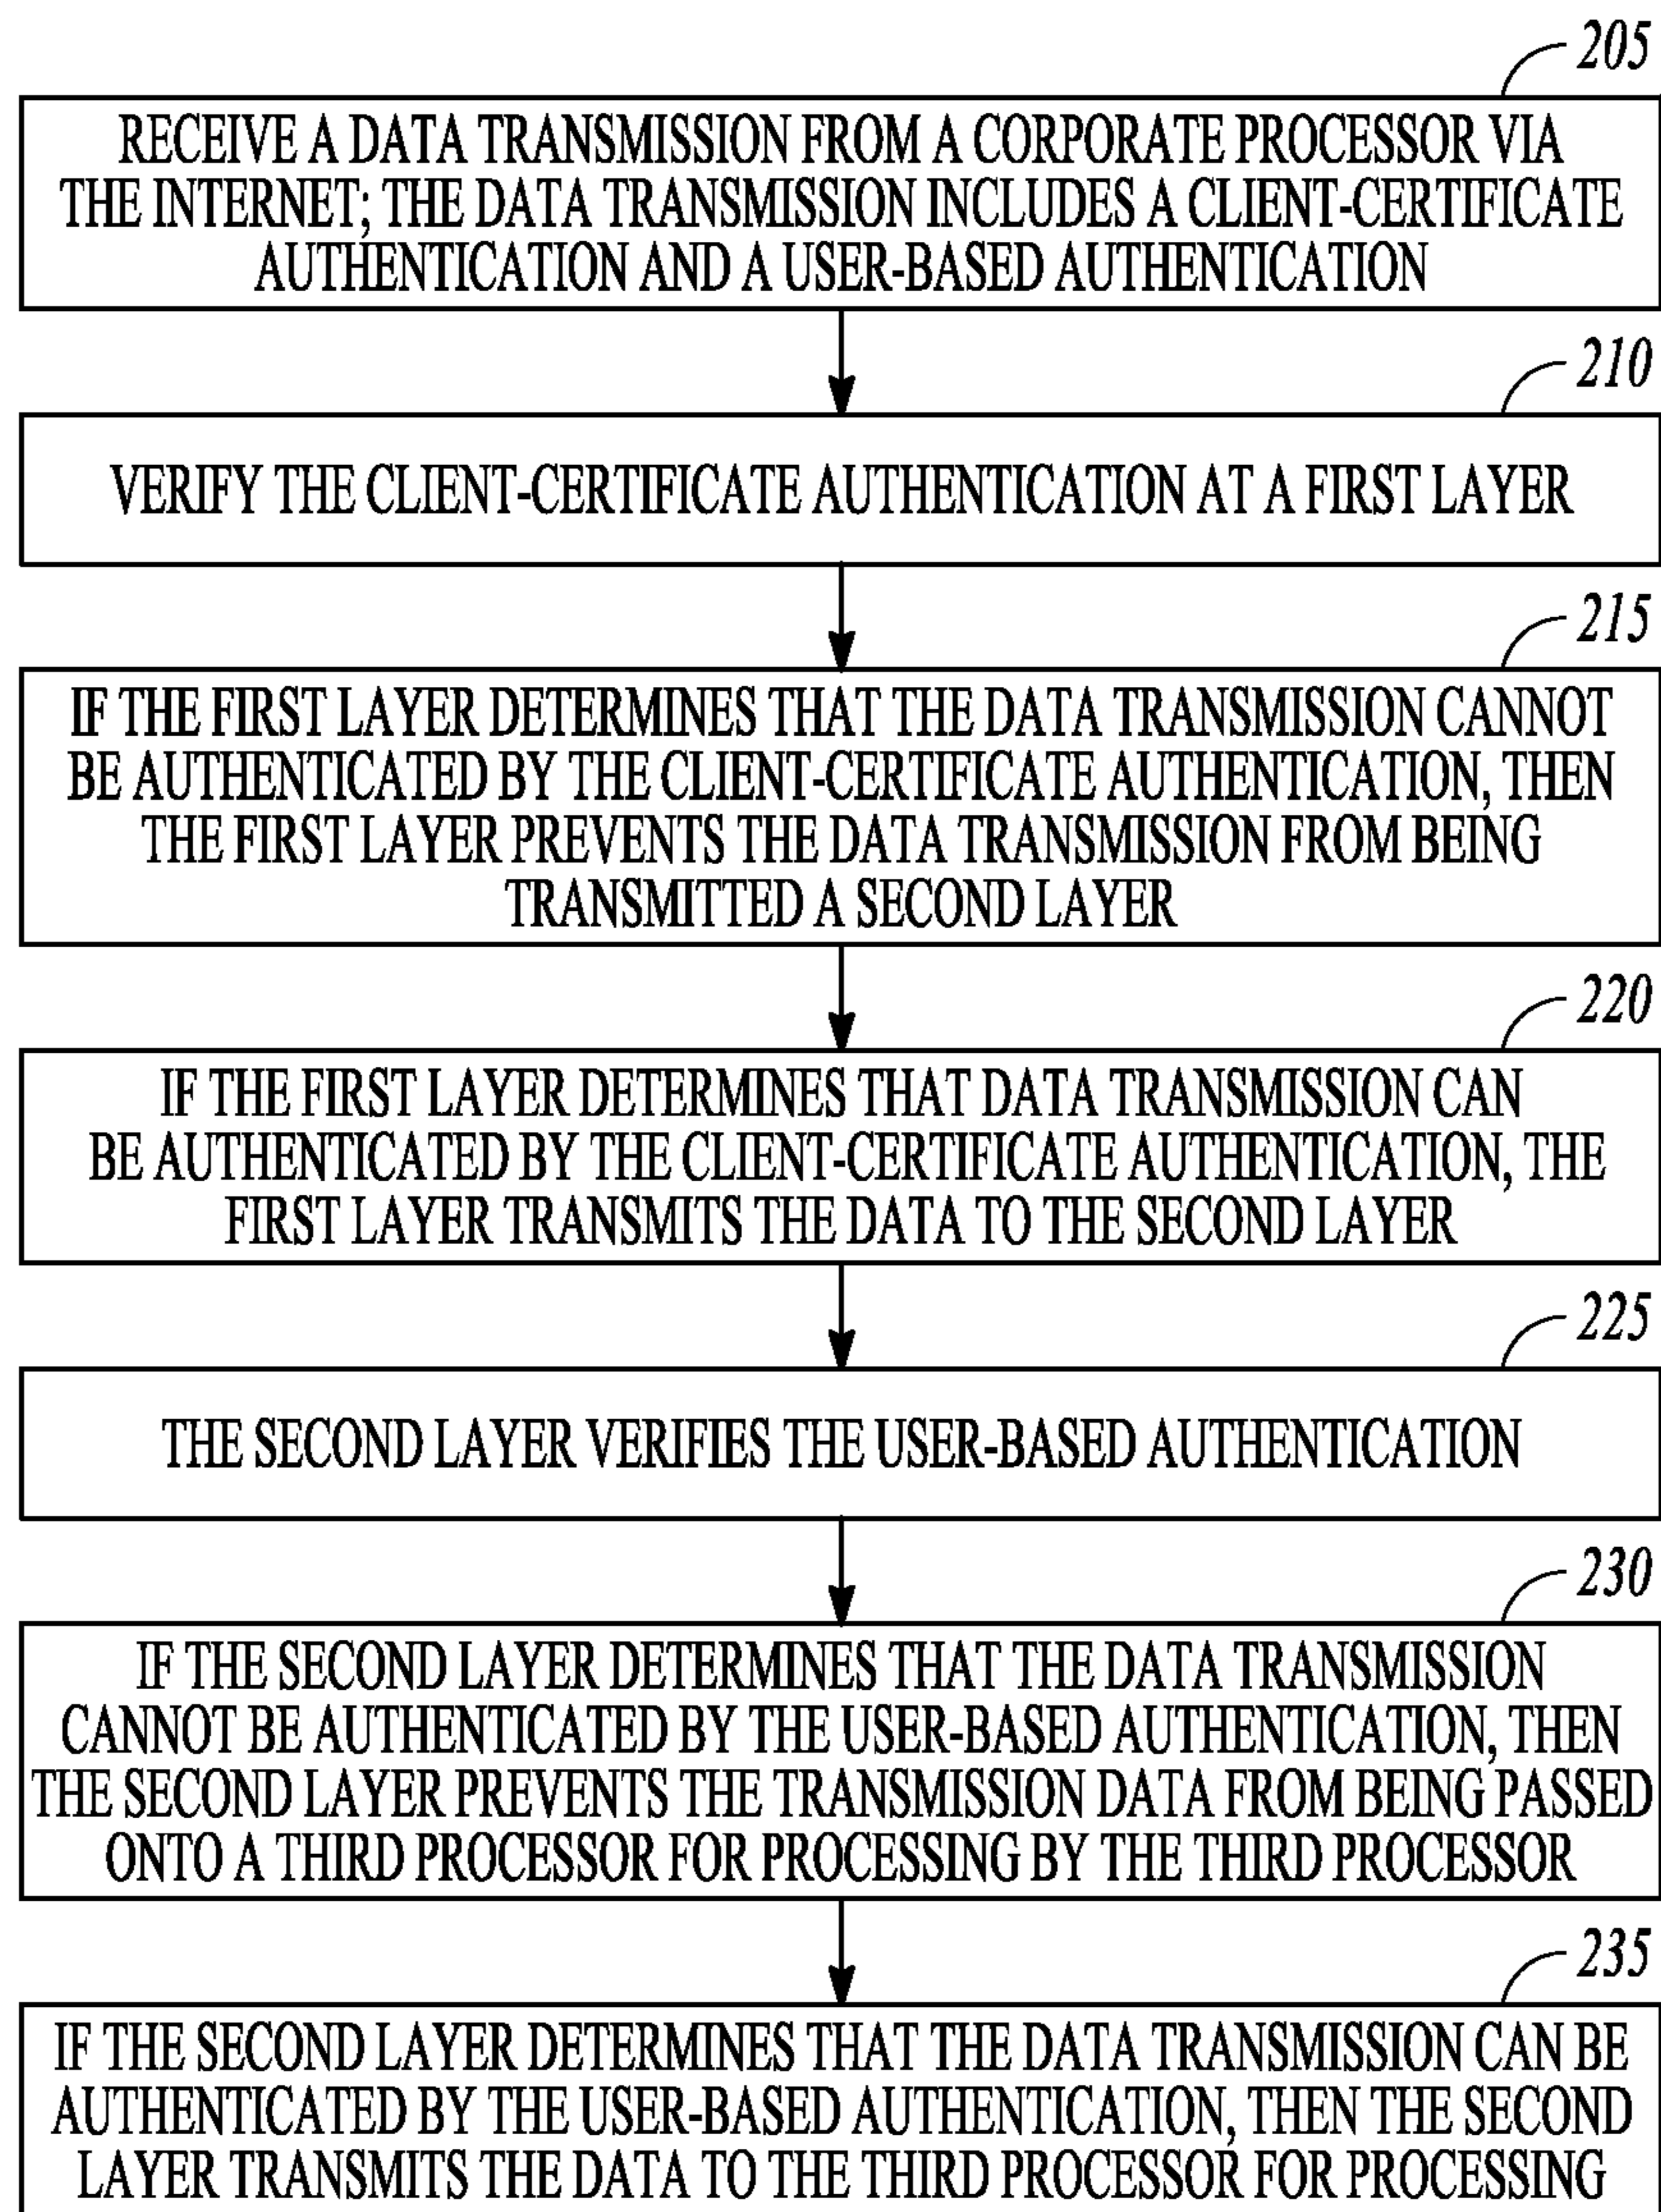 205
RECEIVE A DATA TRANSMISSION FROM A CORPORATE PROCESSOR VIA
THE INTERNET; THE DATA TRANSMISSION INCLUDES A CLIENT-CERTIFICATE
AUTHENTICATION AND A USER-BASED AUTHENTICATION
210
VERIFY THE CLIENT-CERTIFICATE AUTHENTICATION AT A FIRST LAYER
215
IF THE FIRST LAYER DETERMINES THAT THE DATA TRANSMISSION CANNOT
BE AUTHENTICATED BY THE CLIENT-CERTIFICATE AUTHENTICATION, THEN
THE FIRST LAYER PREVENTS THE DATA TRANSMISSION FROM BEING
TRANSMITTED A SECOND LAYER
220
IF THE FIRST LAYER DETERMINES THAT DATA TRANSMISSION CAN
BE AUTHENTICATED BY THE CLIENT-CERTIFICATE AUTHENTICATION, THE
FIRST LAYER TRANSMITS THE DATA TO THE SECOND LAYER
225
THE SECOND LAYER VERIFIES THE USER-BASED AUTHENTICATION
230
IF THE SECOND LAYER DETERMINES THAT THE DATA TRANSMISSION
CANNOT BE AUTHENTICATED BY THE USER-BASED AUTHENTICATION, THEN
THE SECOND LAYER PREVENTS THE TRANSMISSION DATA FROM BEING PASSED
ONTO A THIRD PROCESSOR FOR PROCESSING BY THE THIRD PROCESSOR
235
IF THE SECOND LAYER DETERMINES THAT THE DATA TRANSMISSION CAN BE
AUTHENTICATED BY THE USER-BASED AUTHENTICATION, THEN THE SECOND
LAYER TRANSMITS THE DATA TO THE THIRD PROCESSOR FOR PROCESSING